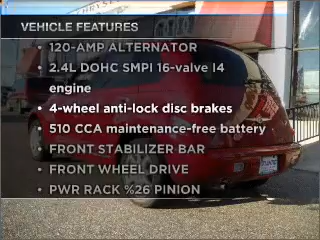 VEHICLE FEATURES
• 120-AMP ALTERNATOR
• 2.4L DOHC SMPI 16-valve I4
engine
• 4-wheel anti-lock disc brakes
• 510 CCA maintenance-free battery
• FRONT STABILIZER BAR
• FRONT WHEEL DRIVE
• PWR RACK %26 PINION